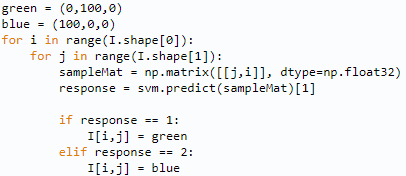 green = (0,100,0)
blue = (100,0,0)
for i in range(I.shape[0]):
    for j in range(I.shape[1]):
        sampleMat = np.matrix([[j,i]], dtype=np.float32)
        response = svm.predict(sampleMat)[1]

        if response == 1:
            I[i,j] = green
        elif response == 2:
            I[i,j] = blue